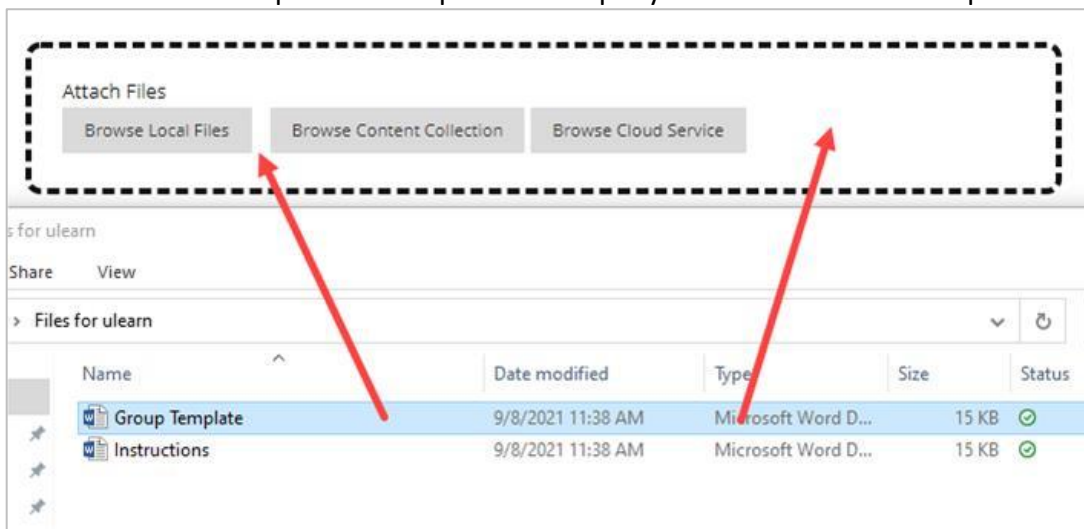 Attach Files
Browse Local Files Browse Content Collection Browse Cloud Service
s for ulearn
Share View
> Files for ulearn
Name Date modified Type Size Status
Group Template 9/8/2021 11:38 AM Microsoft Word D... 15 KB
Instructions 9/8/2021 11:38 AM Microsoft Word D... 15 KB